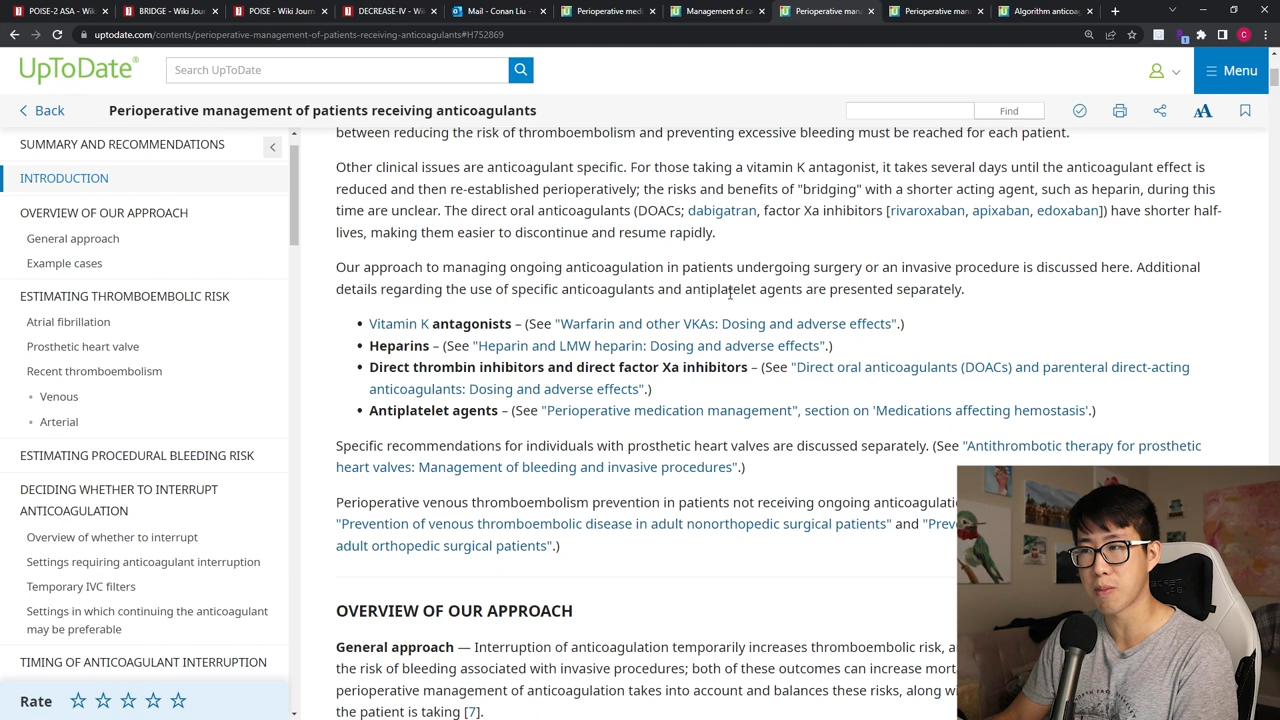 POISE-2 ASA - Wiki
BRIDGE - Wiki Jour
POISE - Wiki Journ
DECREASE-IV - Wiki
Mail - Conan Liu -
Perioperative med
Management of ca
Perioperative man
Perioperative man
Algorithm anticoag
uptodate.com/contents/perioperative-management-of-patients-receiving-anticoagulants#H752869
C
UpToDate®
Search UpToDate
Menu
Back
Perioperative management of patients receiving anticoagulants
Find
AA
SUMMARY AND RECOMMENDATIONS
INTRODUCTION
OVERVIEW OF OUR APPROACH
General approach
Example cases
ESTIMATING THROMBOEMBOLIC RISK
Atrial fibrillation
Prosthetic heart valve
Recent thromboembolism
• Venous
• Arterial
ESTIMATING PROCEDURAL BLEEDING RISK
DECIDING WHETHER TO INTERRUPT
ANTICOAGULATION
Overview of whether to interrupt
Settings requiring anticoagulant interruption
Temporary IVC filters
Settings in which continuing the anticoagulant
may be preferable
TIMING OF ANTICOAGULANT INTERRUPTION
Rate
between reducing the risk of thromboembolism and preventing excessive bleeding must be reached for each patient.
Other clinical issues are anticoagulant specific. For those taking a vitamin K antagonist, it takes several days until the anticoagulant effect is
reduced and then re-established perioperatively; the risks and benefits of "bridging" with a shorter acting agent, such as heparin, during this
time are unclear. The direct oral anticoagulants (DOACs; dabigatran, factor Xa inhibitors [rivaroxaban, apixaban, edoxaban]) have shorter half-
lives, making them easier to discontinue and resume rapidly.
Our approach to managing ongoing anticoagulation in patients undergoing surgery or an invasive procedure is discussed here. Additional
details regarding the use of specific anticoagulants and antiplatelet agents are presented separately.
• Vitamin K antagonists – (See "Warfarin and other VKAs: Dosing and adverse effects".)
• Heparins – (See "Heparin and LMW heparin: Dosing and adverse effects".)
• Direct thrombin inhibitors and direct factor Xa inhibitors – (See "Direct oral anticoagulants (DOACs) and parenteral direct-acting
anticoagulants: Dosing and adverse effects".)
• Antiplatelet agents – (See "Perioperative medication management", section on 'Medications affecting hemostasis'.)
Specific recommendations for individuals with prosthetic heart valves are discussed separately. (See "Antithrombotic therapy for prosthetic
heart valves: Management of bleeding and invasive procedures".)
Perioperative venous thromboembolism prevention in patients not receiving ongoing anticoagulati
"Prevention of venous thromboembolic disease in adult nonorthopedic surgical patients" and "Prev
adult orthopedic surgical patients".)
OVERVIEW OF OUR APPROACH
General approach — Interruption of anticoagulation temporarily increases thromboembolic risk, a
the risk of bleeding associated with invasive procedures; both of these outcomes can increase mort
perioperative management of anticoagulation takes into account and balances these risks, along w
the patient is taking [7].